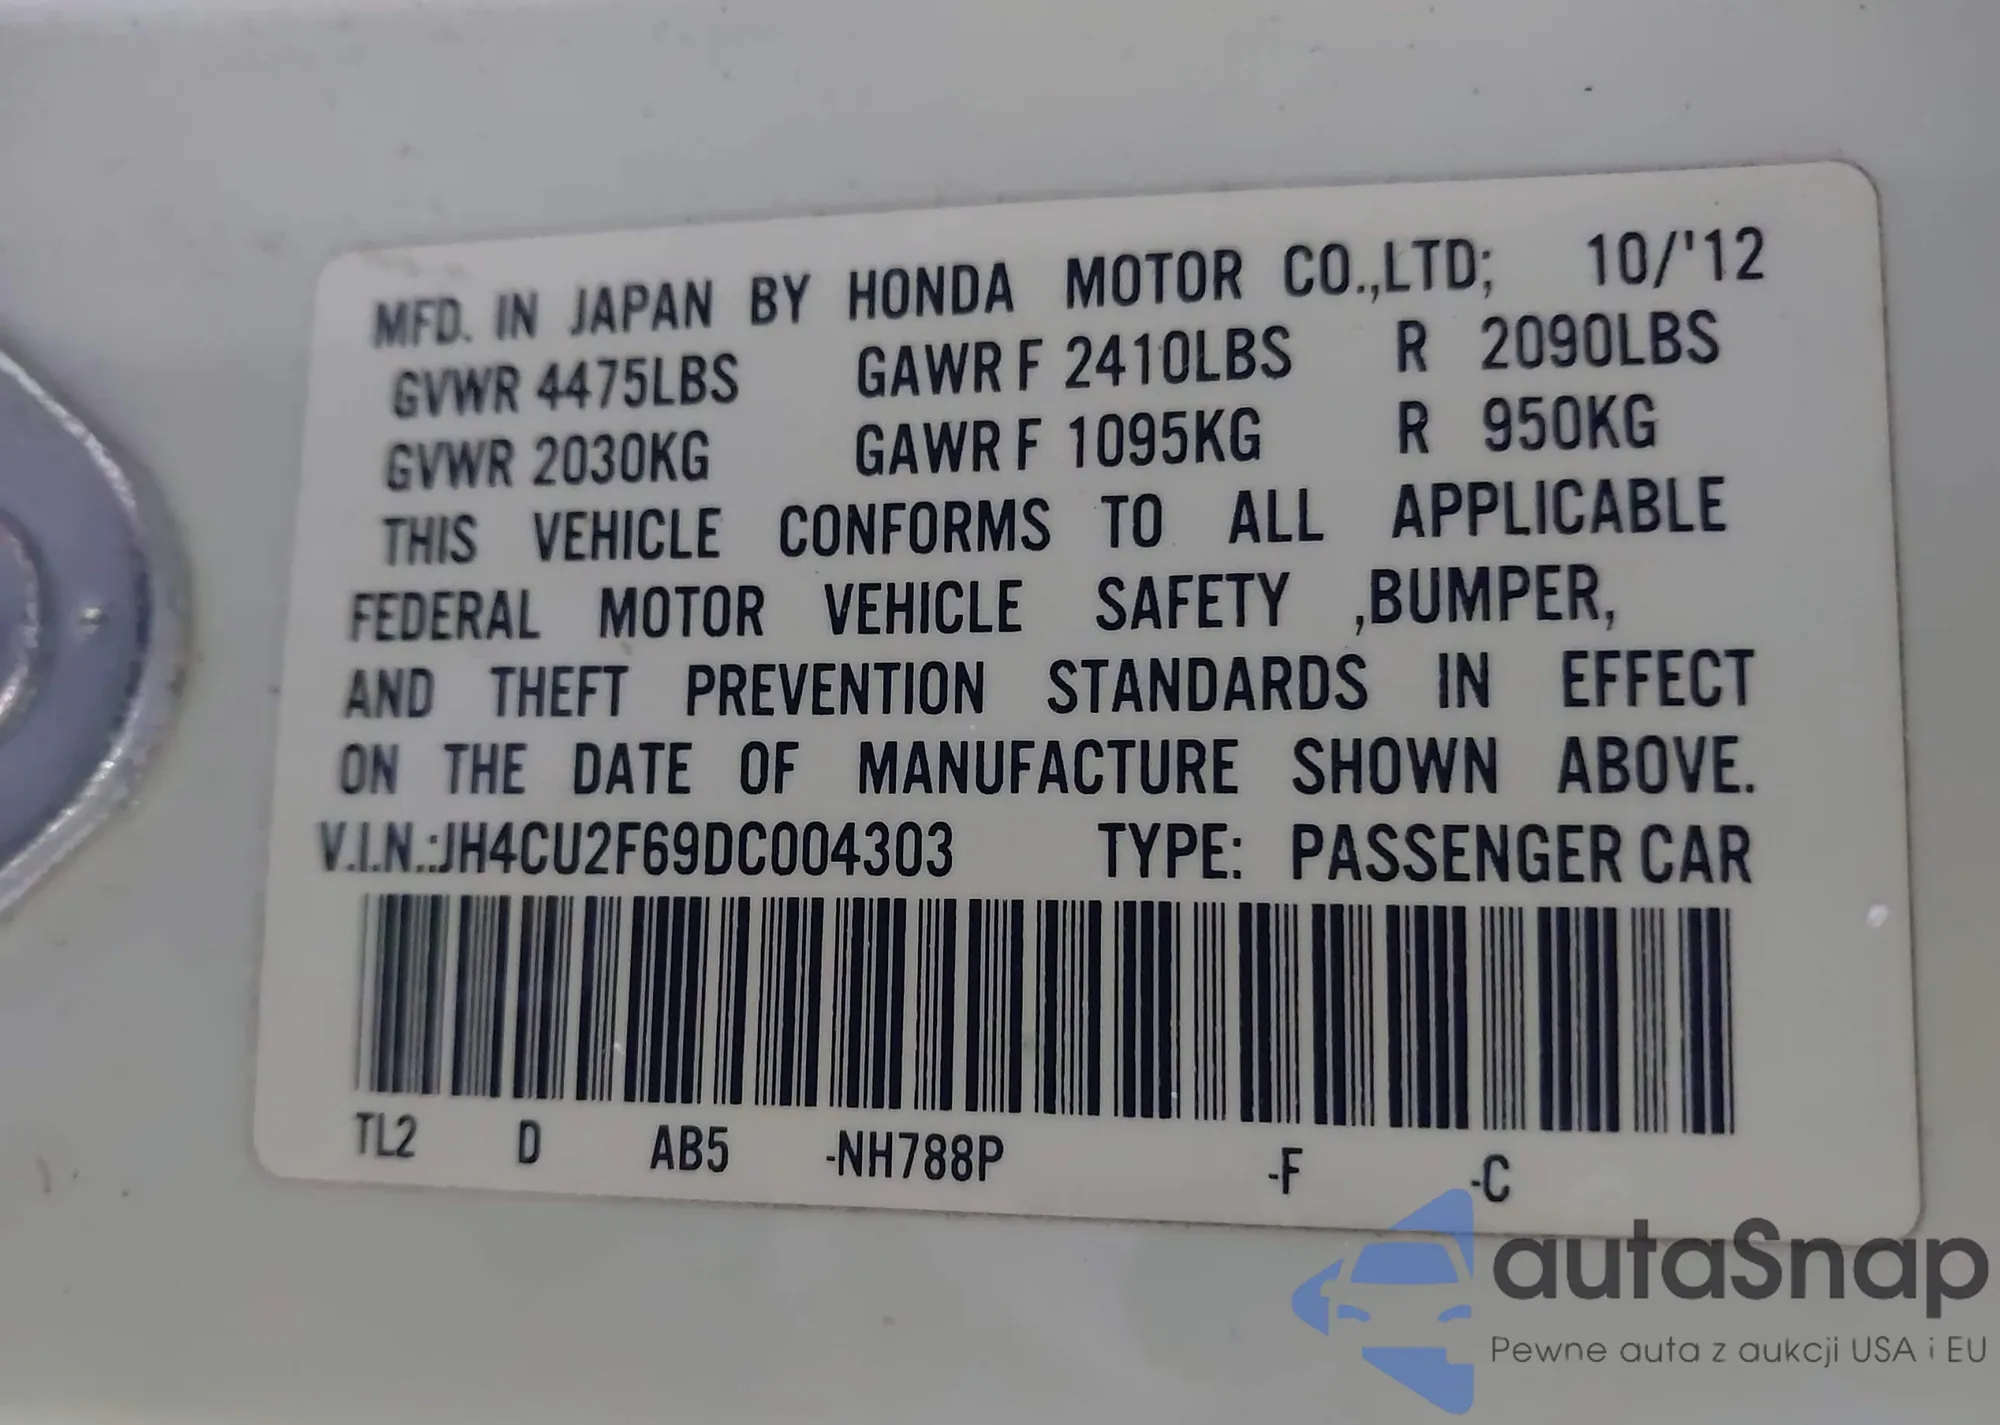 MFD. IN JAPAN BY HONDA MOTOR CO.,LTD; 10/'12
GVWR 4475LBS GAWR F 2410LBS R 2090LBS
GVWR 2030KG GAWR F 1095KG R 950KG
THIS VEHICLE CONFORMS TO ALL APPLICABLE
FEDERAL MOTOR VEHICLE SAFETY ,BUMPER,
AND THEFT PREVENTION STANDARDS IN EFFECT
ON THE DATE OF MANUFACTURE SHOWN ABOVE.
V.I.N.:JH4CU2F69DC004303 TYPE: PASSENGER CAR
TL2 D AB5 -NH788P -F -C
autaSnap
Pewne auta z aukcji USA i EU